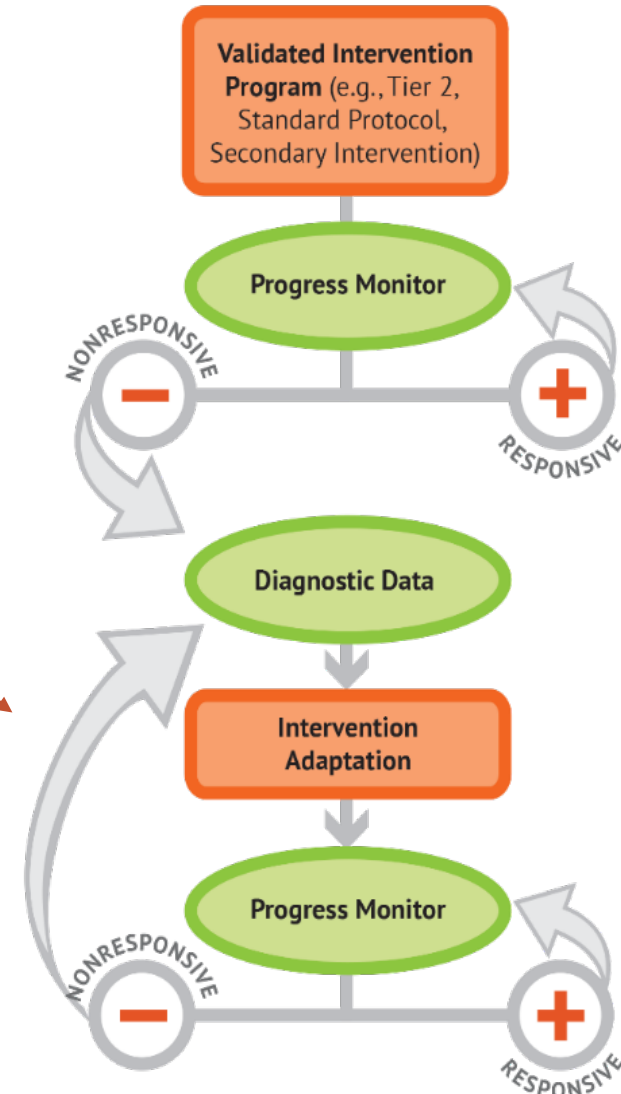 Validated Intervention
Program (e.g., Tier 2,
Standard Protocol,
Secondary Intervention)
Progress Monitor
NONRESPONSIVE
−
+
RESPONSIVE
Diagnostic Data
Intervention
Adaptation
Progress Monitor
NONRESPONSIVE
−
+
RESPONSIVE